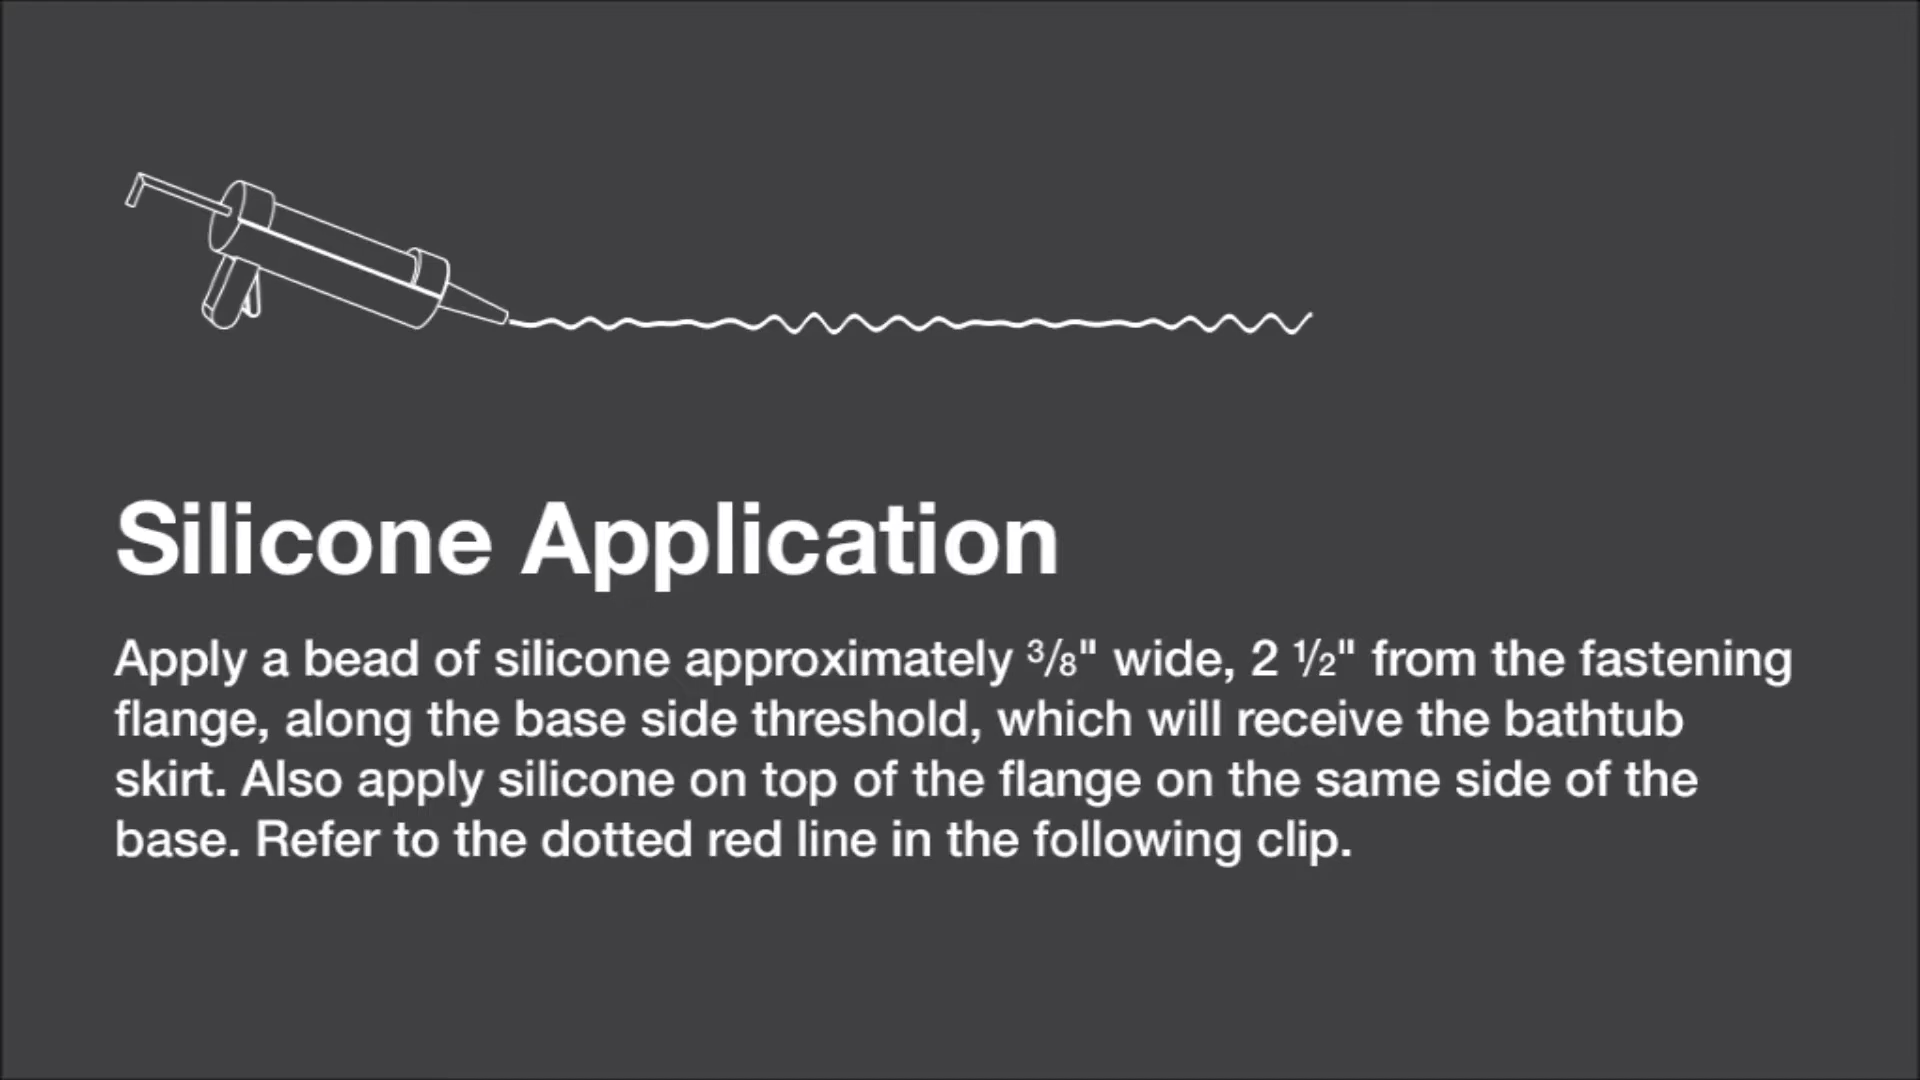 Silicone Application
Apply a bead of silicone approximately ³⁄₈" wide, 2 ½" from the fastening
flange, along the base side threshold, which will receive the bathtub
skirt. Also apply silicone on top of the flange on the same side of the
base. Refer to the dotted red line in the following clip.